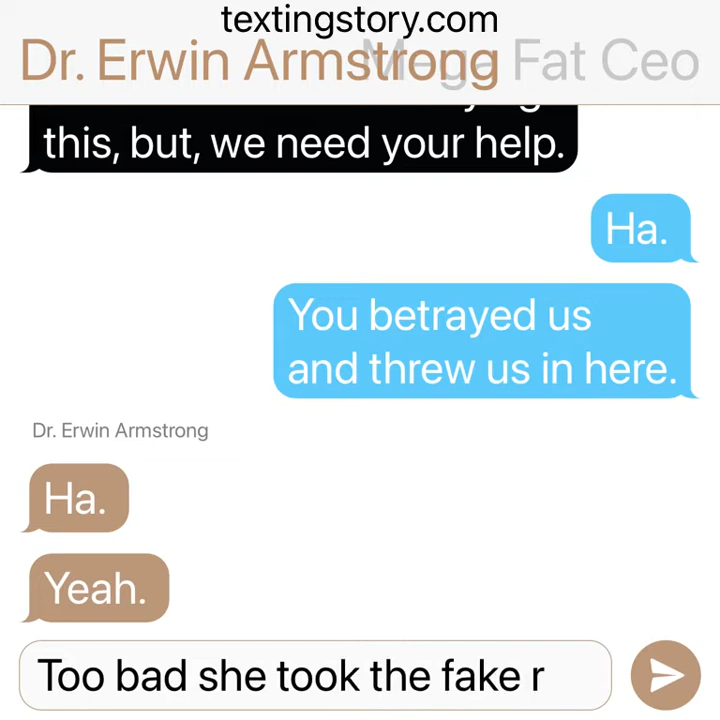 textingstory.com
Dr. Erwin Armstrong Mega Fat Ceo
this, but, we need your help.
Ha.
You betrayed us
and threw us in here.
Dr. Erwin Armstrong
Ha.
Yeah.
Too bad she took the fake r